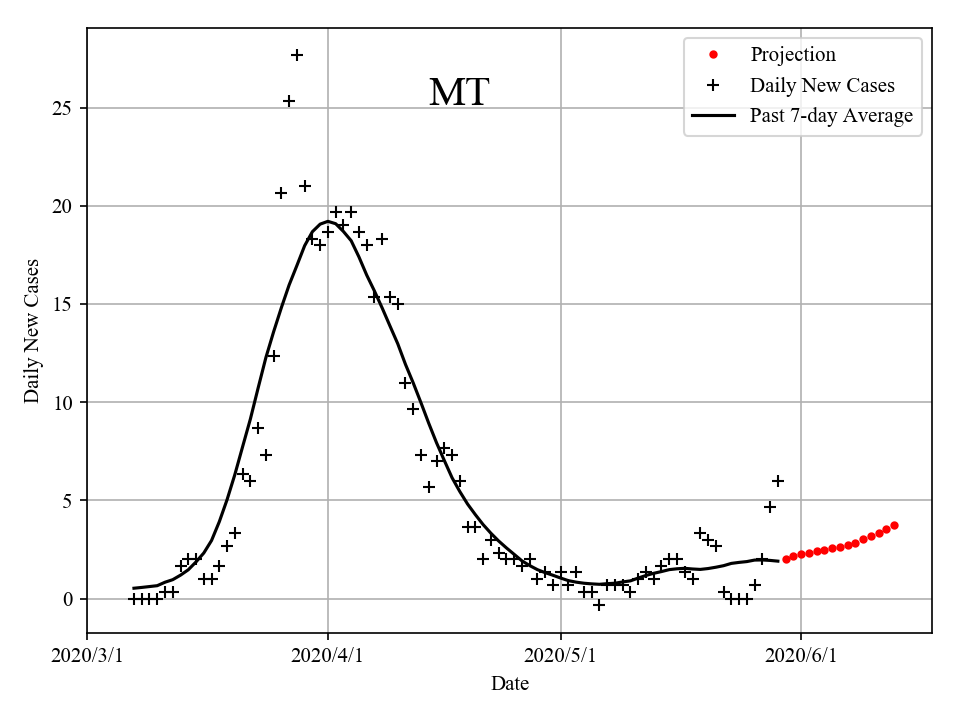 MT
Projection
Daily New Cases
Past 7-day Average
25
20
15
10
5
0
Daily New Cases
2020/3/1 2020/4/1 2020/5/1 2020/6/1
Date